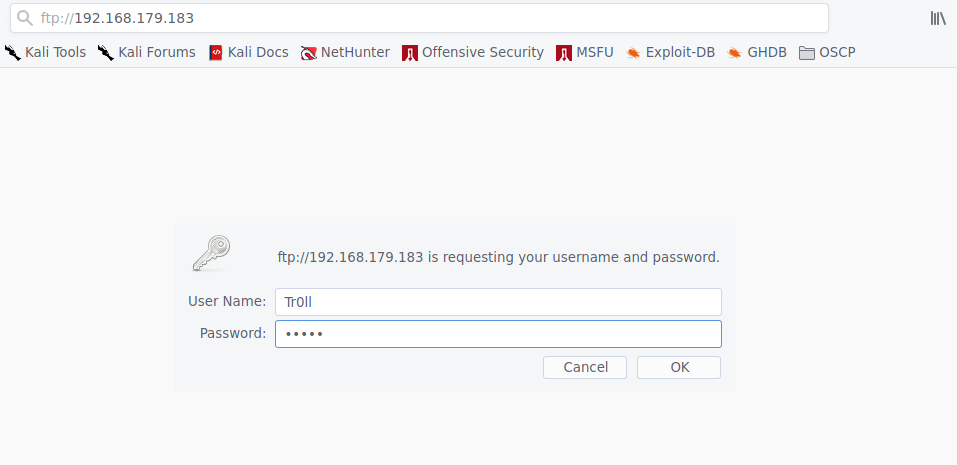 ftp://192.168.179.183
Kali Tools Kali Forums Kali Docs NetHunter Offensive Security MSFU Exploit-DB GHDB OSCP
ftp://192.168.179.183 is requesting your username and password.
User Name: Tr0ll
Password: •••••
Cancel OK